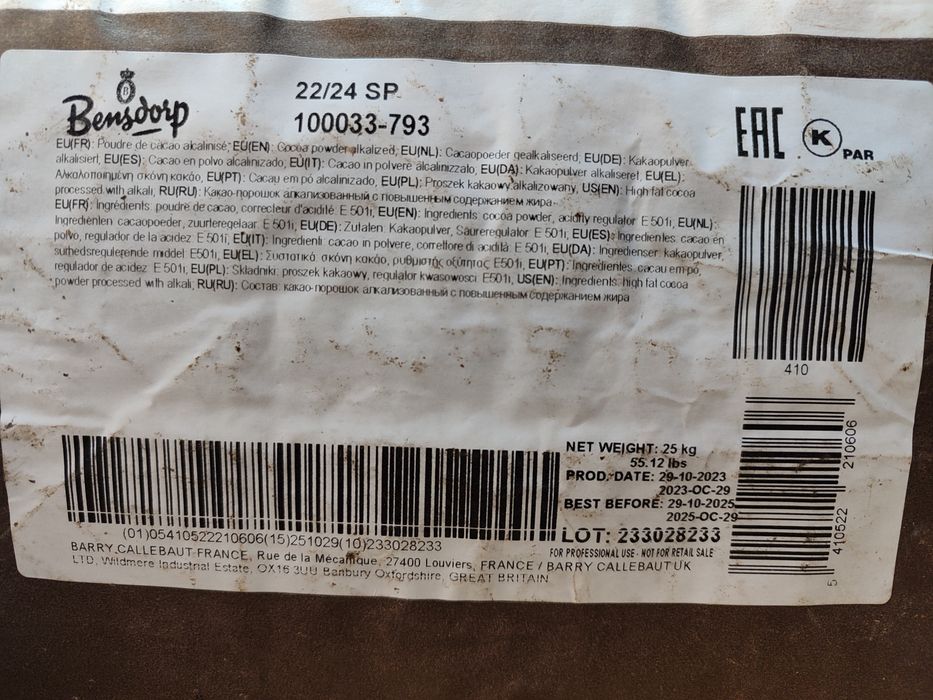 Bensdorp
22/24 SP
100033-793
EAC
K
PAR
EU(FR): Poudre de cacao alcalinisé, EU(EN): Cocoa powder alkalized, EU(NL): Cacaopoeder gealkaliseerd, EU(DE): Kakaopulver
alkalisiert, EU(ES): Cacao en polvo alcalinizado, EU(IT): Cacao in polvere alcalinizzato, EU(DA): Kakaopulver alkaliseret, EU(EL):
Αλκαλοποιημένη σκόνη κακάο, EU(PT): Cacau em pó alcalinizado, EU(PL): Proszek kakaowy alkalizowany, US(EN): High fat cocoa
processed with alkali, RU(RU): Какао-порошок алкализованный с повышенным содержанием жира
EU(FR): Ingrédients: poudre de cacao, correcteur d'acidité: E 501i, EU(EN): Ingredients: cocoa powder, acidity regulator: E 501i, EU(NL):
Ingrediënten: cacaopoeder, zuurteregelaar: E 501i, EU(DE): Zutaten: Kakaopulver, Säureregulator: E 501i, EU(ES): Ingredientes: cacao en
polvo, regulador de la acidez: E 501i, EU(IT): Ingredienti: cacao in polvere, correttore di acidità: E 501i, EU(DA): Ingredienser: kakaopulver,
surhedsregulerende middel: E501i, EU(EL): Συστατικά: σκόνη κακάο, ρυθμιστής οξύτητας: E501i, EU(PT): Ingredientes: cacau em pó,
regulador de acidez: E 501i, EU(PL): Składniki: proszek kakaowy, regulator kwasowości: E501i, US(EN): Ingredients: high fat cocoa
powder processed with alkali, RU(RU): Состав: какао-порошок алкализованный с повышенным содержанием жира
410
NET WEIGHT: 25 kg
55.12 lbs
PROD. DATE: 29-10-2023
2023-OC-29
BEST BEFORE: 29-10-2025
2025-OC-29
LOT: 233028233
FOR PROFESSIONAL USE - NOT FOR RETAIL SALE
(01)05410522210606(15)251029(10)233028233
BARRY CALLEBAUT FRANCE, Rue de la Mécanique, 27400 Louviers, FRANCE / BARRY CALLEBAUT UK
LTD, Wildmere Industrial Estate, OX16 3UU Banbury Oxfordshire, GREAT BRITAIN
5 410522 210606